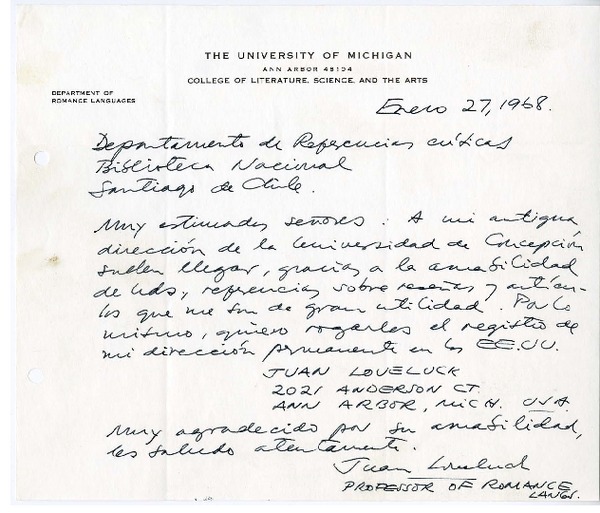 THE UNIVERSITY OF MICHIGAN
ANN ARBOR 48104
COLLEGE OF LITERATURE, SCIENCE, AND THE ARTS
DEPARTMENT OF
ROMANCE LANGUAGES
Enero 27, 1968.
Departamento de Referencias críticas
Biblioteca Nacional
Santiago de Chile.
Muy estimados señores: A mi antigua
dirección de la Universidad de Concepción
suelen llegar, gracias a la amabilidad
de Uds, referencias sobre reseñas y artícu-
los que me son de gran utilidad. Por lo
mismo, quiero rogarles el registro de
mi dirección permanente en los EE.UU.
JUAN LOVELUCK
2021 ANDERSON CT.
ANN ARBOR, MICH. USA.
Muy agradecido por su amabilidad,
les saludo atentamente.
Juan Loveluck
PROFESSOR OF ROMANCE
LANGS.